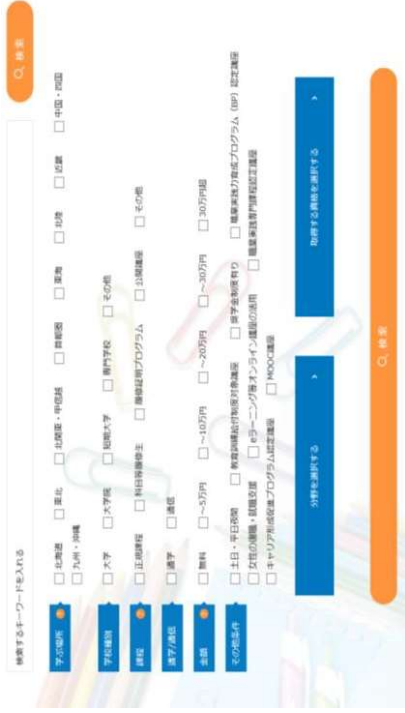 検索するキーワードを入れる
検索
学ぶ場所 ? 北海道 東北 北関東・甲信越 首都圏 東海 北陸 近畿 中国・四国
九州・沖縄
学校種別 大学 大学院 短期大学 専門学校 その他
課程 ? 正規課程 科目等履修生 履修証明プログラム 公開講座 その他
通学/通信 通学 通信
金額 ? 無料 ~5万円 ~10万円 ~20万円 ~30万円 30万円超
その他条件 土日・平日夜間 教育訓練給付制度対象講座 奨学金制度有り 職業実践力育成プログラム(BP)認定講座
女性の復職・就職支援 eラーニング等オンライン講座の活用 職業実践専門課程認定講座
キャリア形成促進プログラム認定講座 MOOC講座
分野を選択する
取得する資格を選択する
検索